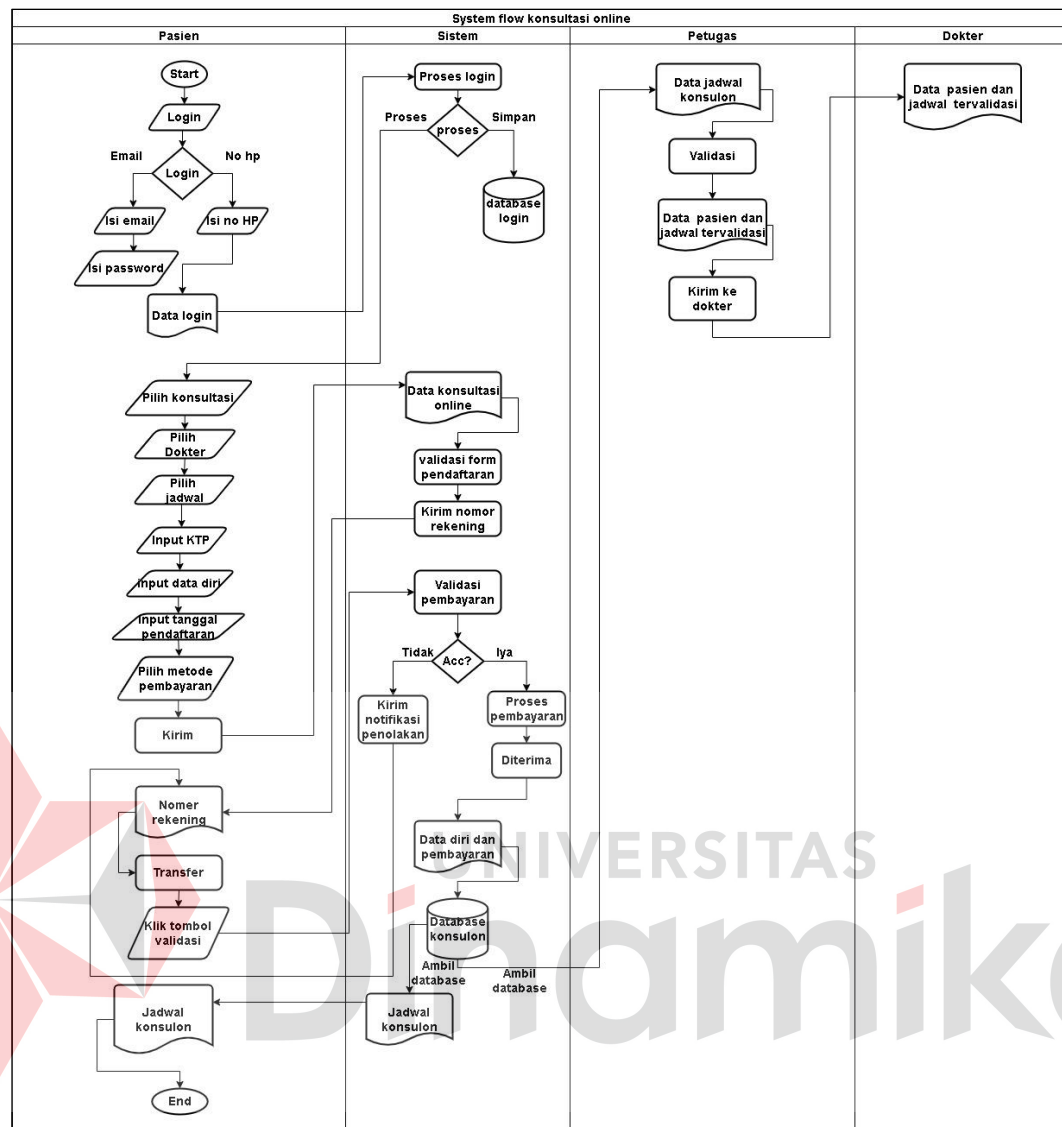 System flow konsultasi online
Pasien
Sistem
Petugas
Dokter
Start
Login
Email
No hp
Login
Isi email
Isi no HP
Isi password
Data login
Pilih konsultasi
Pilih
Dokter
Pilih
jadwal
Input KTP
input data diri
Input tanggal
pendaftaran
Pilih metode
pembayaran
Kirim
Nomer
rekening
Transfer
Klik tombol
validasi
Jadwal
konsulon
End
Proses login
Proses
Simpan
proses
database
login
Data konsultasi
online
validasi form
pendaftaran
Kirim nomor
rekening
Validasi
pembayaran
Tidak
Iya
Acc?
Kirim
notifikasi
penolakan
Proses
pembayaran
Diterima
Data diri dan
pembayaran
Database
konsulon
Ambil
database
Ambil
database
Jadwal
konsulon
Data jadwal
konsulon
Validasi
Data pasien dan
jadwal tervalidasi
Kirim ke
dokter
Data pasien dan
jadwal tervalidasi
UNIVERSITAS
Dinamika